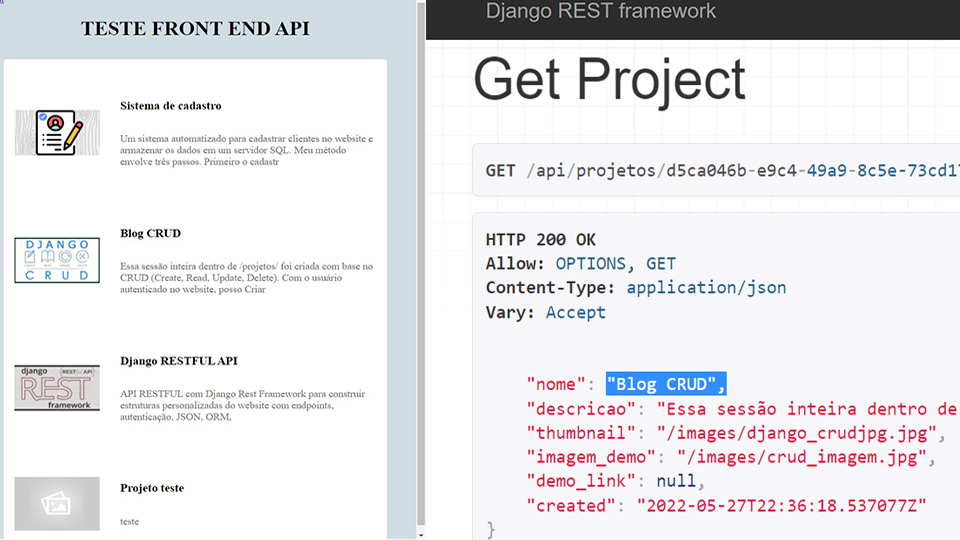 TESTE FRONT END API
Sistema de cadastro
Um sistema automatizado para cadastrar clientes no website e
armazenar os dados em um servidor SQL. Meu método
envolve três passos. Primeiro o cadastr
DJANGO
CRUD
Blog CRUD
Essa sessão inteira dentro de /projetos/ foi criada com base no
CRUD (Create, Read, Update, Delete). Com o usuário
autenticado no website, posso Criar
django
REST
framework
Django RESTFUL API
API RESTFUL com Django Rest Framework para construir
estruturas personalizadas do website com endpoints,
autenticação, JSON, ORM,
Projeto teste
teste
Django REST framework
Get Project
GET /api/projetos/d5ca046b-e9c4-49a9-8c5e-73cd17
HTTP 200 OK
Allow: OPTIONS, GET
Content-Type: application/json
Vary: Accept
"nome": "Blog CRUD",
"descricao": "Essa sessão inteira dentro de
"thumbnail": "/images/django_crudjpg.jpg",
"imagem_demo": "/images/crud_imagem.jpg",
"demo_link": null,
"created": "2022-05-27T22:36:18.537077Z"
}